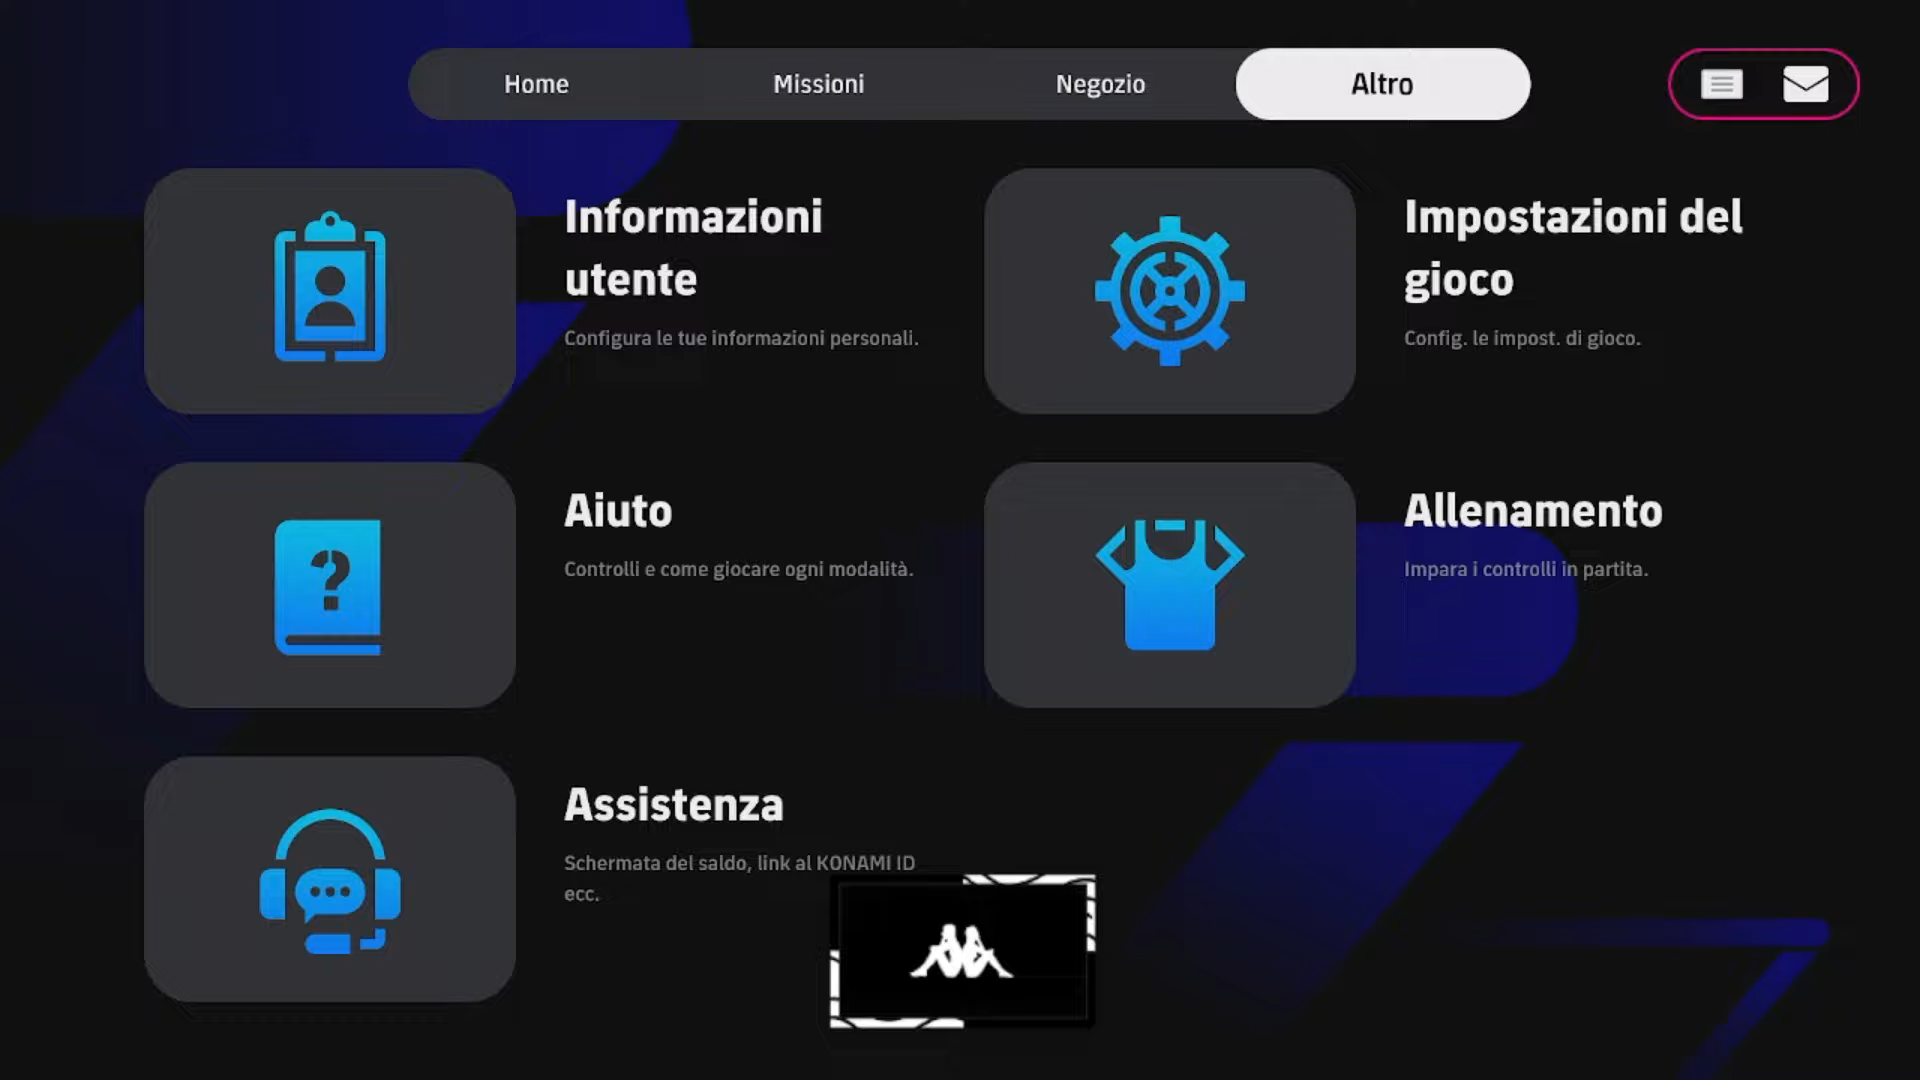 Home
Missioni
Negozio
Altro
Informazioni
utente
Configura le tue informazioni personali.
Impostazioni del
gioco
Config. le impost. di gioco.
Aiuto
Controlli e come giocare ogni modalità.
Allenamento
Impara i controlli in partita.
Assistenza
Schermata del saldo, link al KONAMI ID
ecc.